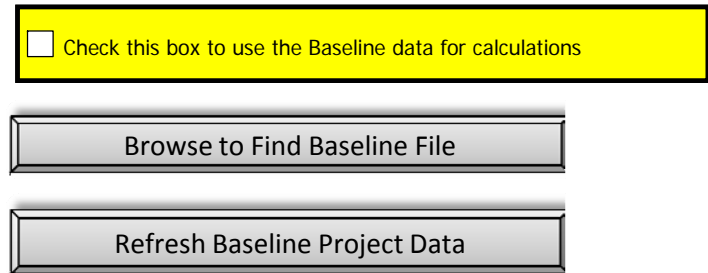 Check this box to use the Baseline data for calculations
Browse to Find Baseline File
Refresh Baseline Project Data